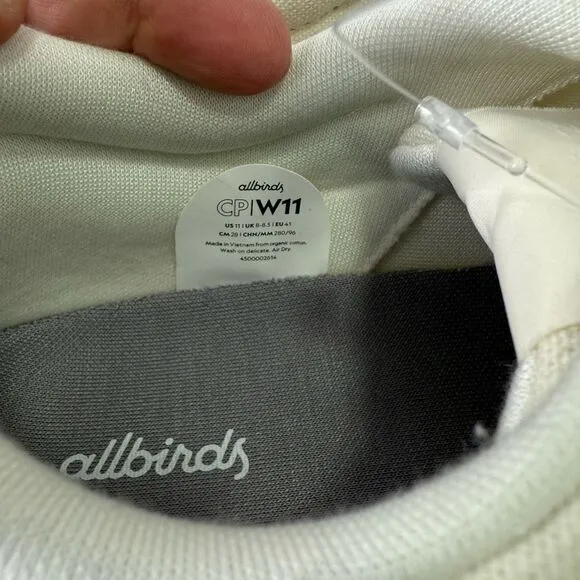 allbirds
CP|W11
US 11 | UK 8-8.5 | EU 41
CM 28 | CHN/MM 280/96
Made in Vietnam from organic cotton.
Wash on delicate. Air Dry.
4500002614
allbirds